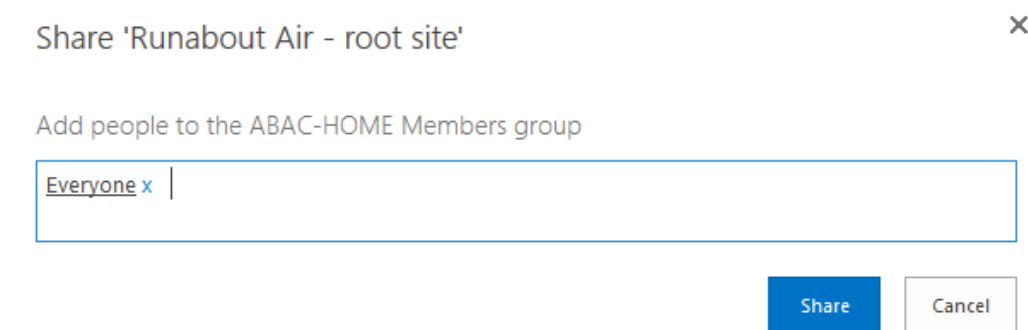 Share 'Runabout Air - root site'
Add people to the ABAC-HOME Members group
Everyone x
Share Cancel